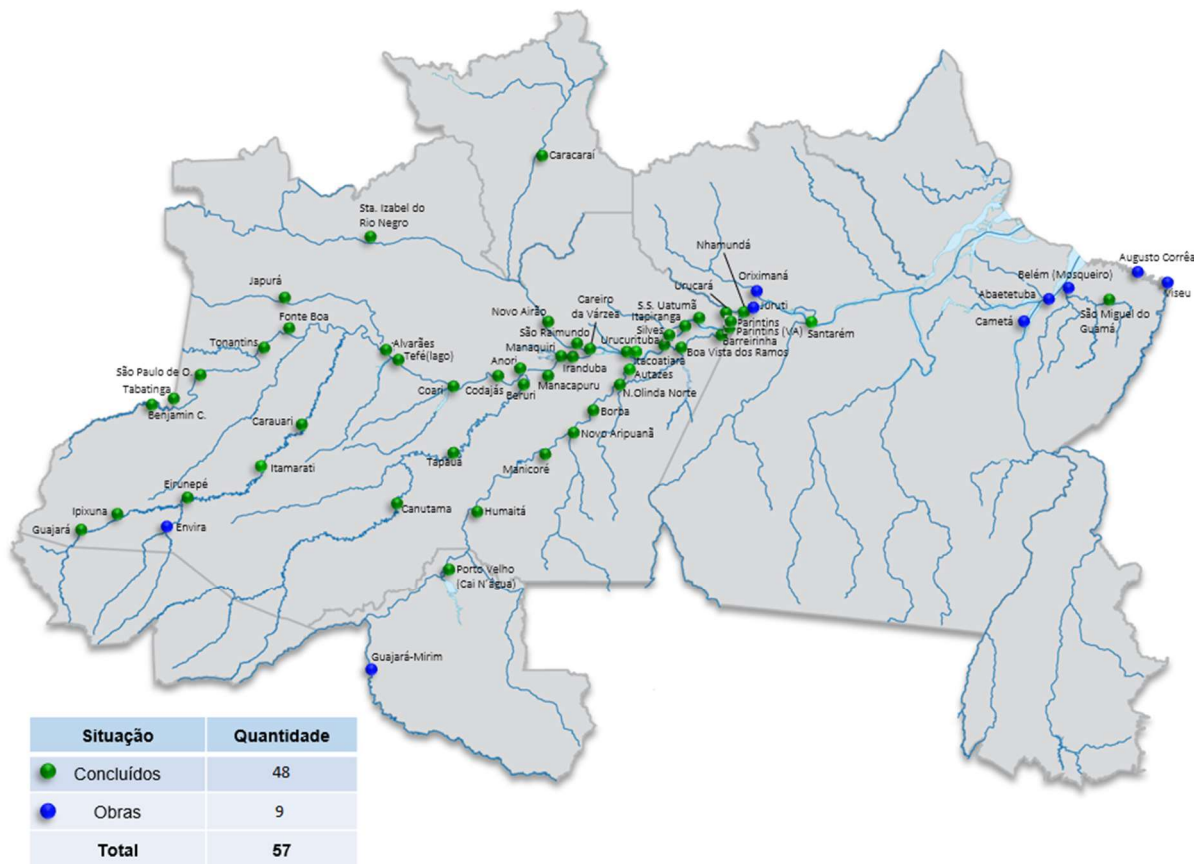 Caracaraí
Sta. Izabel do
Rio Negro
Nhamundá
Augusto Corrêa
Oriximaná
Belém (Mosqueiro)
Japurá
Urucará
Abaetetuba
Viseu
Careiro
da Várzea
S.S. Uatumã
Juruti
São Miguel do
Guamá
Fonte Boa
Novo Airão
Itapiranga
Parintins
Cametá
Tonantins
São Raimundo
Silves
Parintins (VA)
Santarém
Alvarães
Manaquiri
Urucurituba
Barreirinha
Tefé(lago)
Anori
Iranduba
Itacoatiara
Boa Vista dos Ramos
São Paulo de O.
Autazes
Tabatinga
Coari
Codajás
Beruri
Manacapuru
N.Olinda Norte
Benjamin C.
Carauari
Borba
Novo Aripuanã
Itamarati
Tapauá
Manicoré
Eirunepé
Ipixuna
Canutama
Humaitá
Guajará
Envira
Porto Velho
(Cai N´água)
Guajará-Mirim
Situação Quantidade
Concluídos 48
Obras 9
Total 57